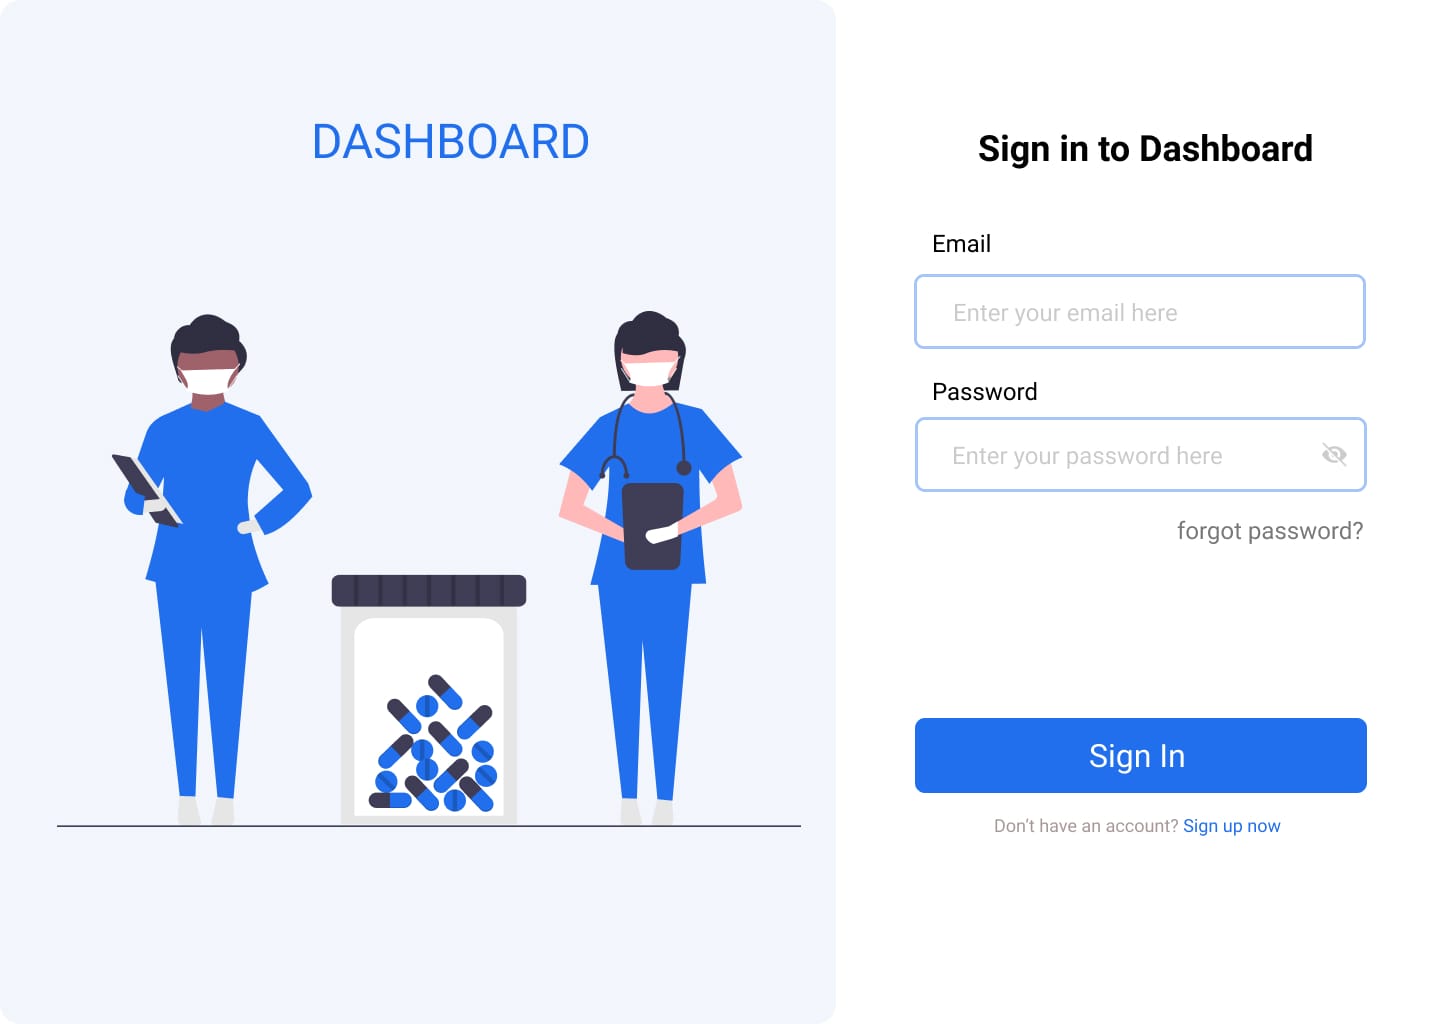 DASHBOARD
Sign in to Dashboard
Email
Enter your email here
Password
Enter your password here
forgot password?
Sign In
Don't have an account? Sign up now